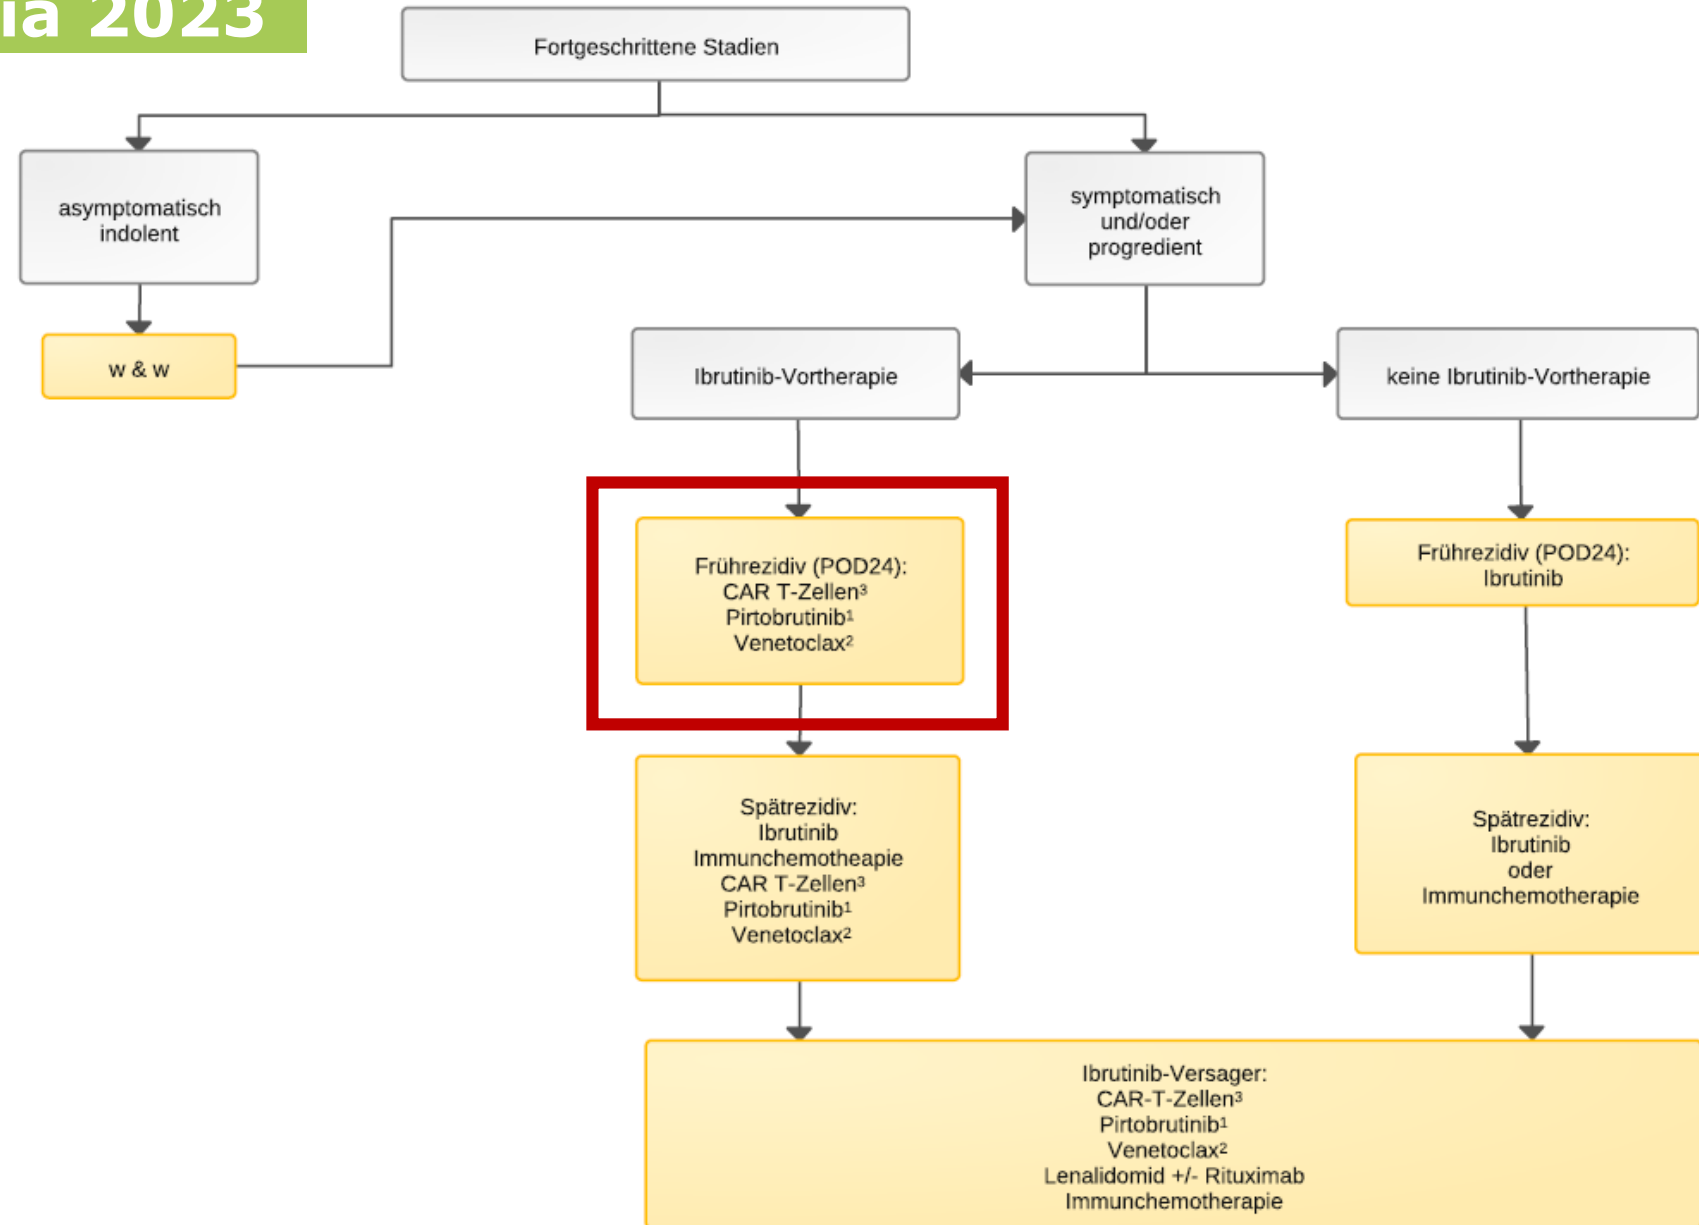 ia 2023
Fortgeschrittene Stadien
asymptomatisch
indolent
symptomatisch
und/oder
progredient
w & w
Ibrutinib-Vortherapie
keine Ibrutinib-Vortherapie
Frührezidiv (POD24):
CAR T-Zellen³
Pirtobrutinib¹
Venetoclax²
Frührezidiv (POD24):
Ibrutinib
Spätrezidiv:
Ibrutinib
Immunchemotheapie
CAR T-Zellen³
Pirtobrutinib¹
Venetoclax²
Spätrezidiv:
Ibrutinib
oder
Immunchemotherapie
Ibrutinib-Versager:
CAR-T-Zellen³
Pirtobrutinib¹
Venetoclax²
Lenalidomid +/- Rituximab
Immunchemotherapie